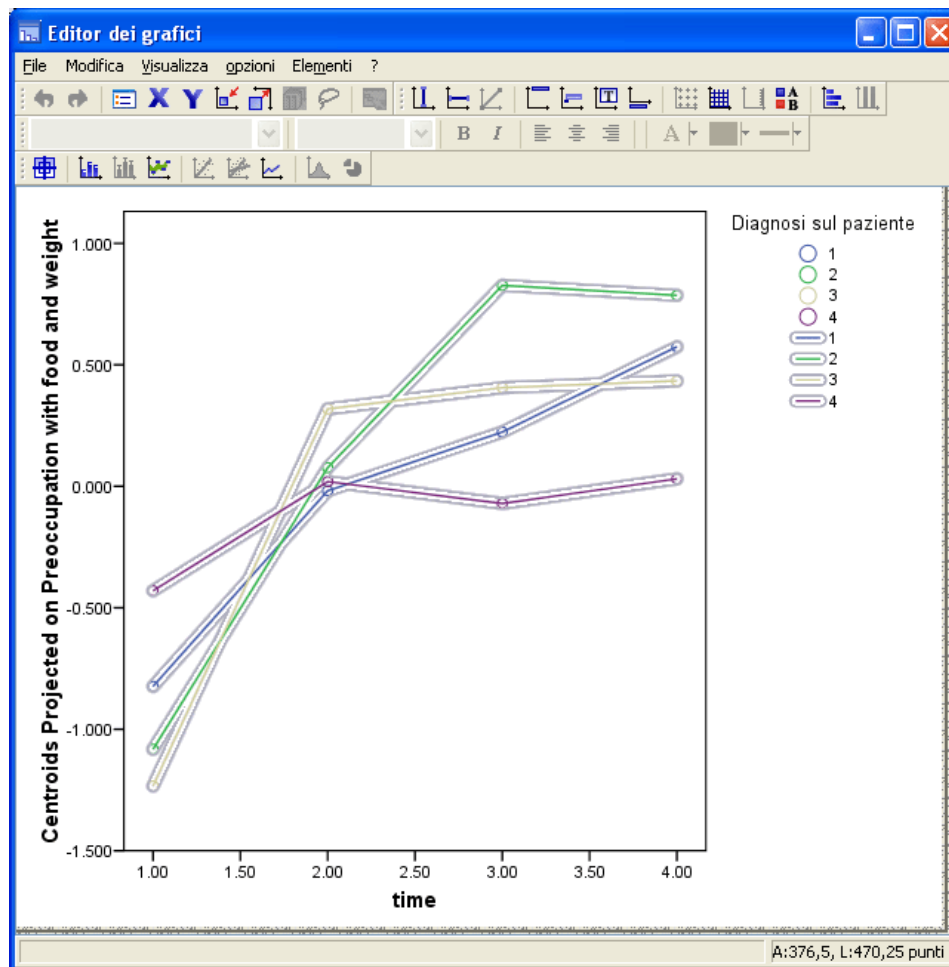 Editor dei grafici
File Modifica Visualizza opzioni Elementi ?
X Y T A B
B I A
Centroids Projected on Preoccupation with food and weight
1.000
0.500
0.000
-0.500
-1.000
-1.500
1.00 1.50 2.00 2.50 3.00 3.50 4.00
time
Diagnosi sul paziente
1
2
3
4
1
2
3
4
A:376,5, L:470,25 punti